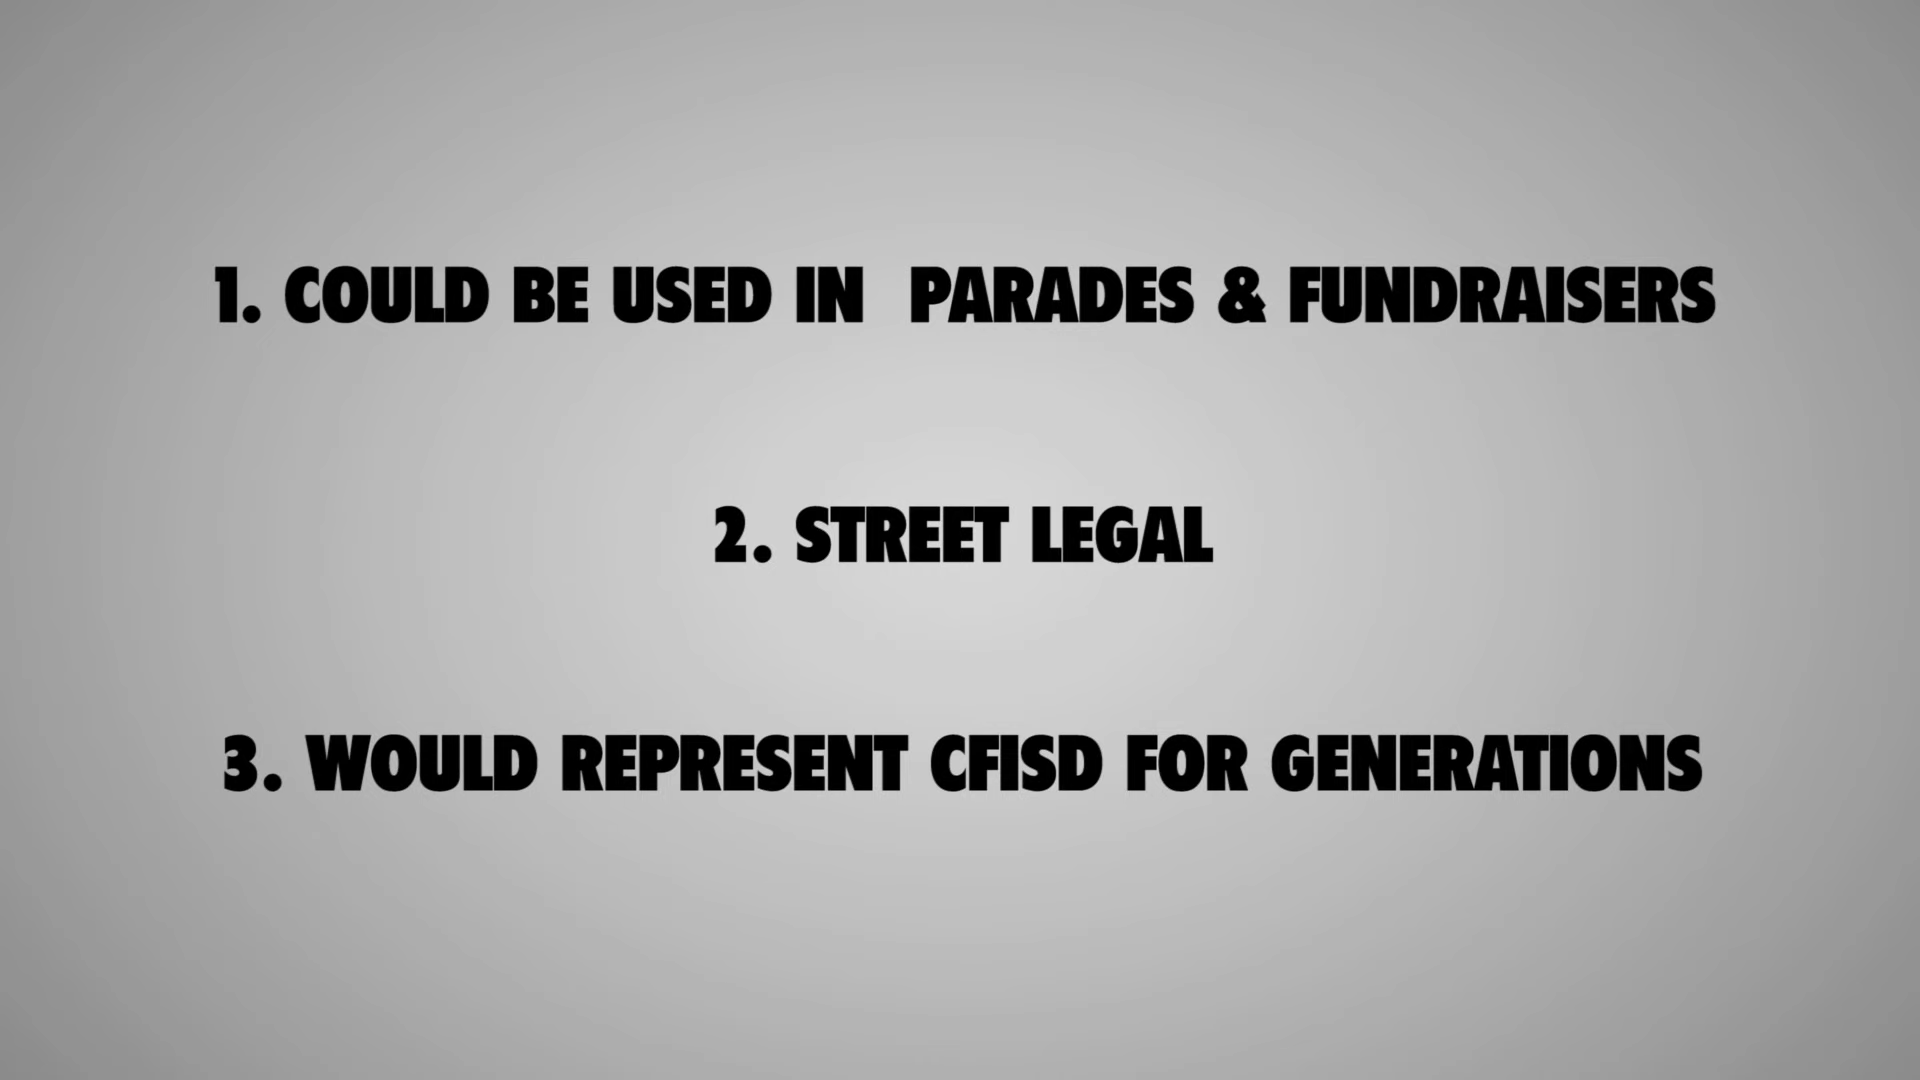 1. COULD BE USED IN  PARADES & FUNDRAISERS
2. STREET LEGAL
3. WOULD REPRESENT CFISD FOR GENERATIONS